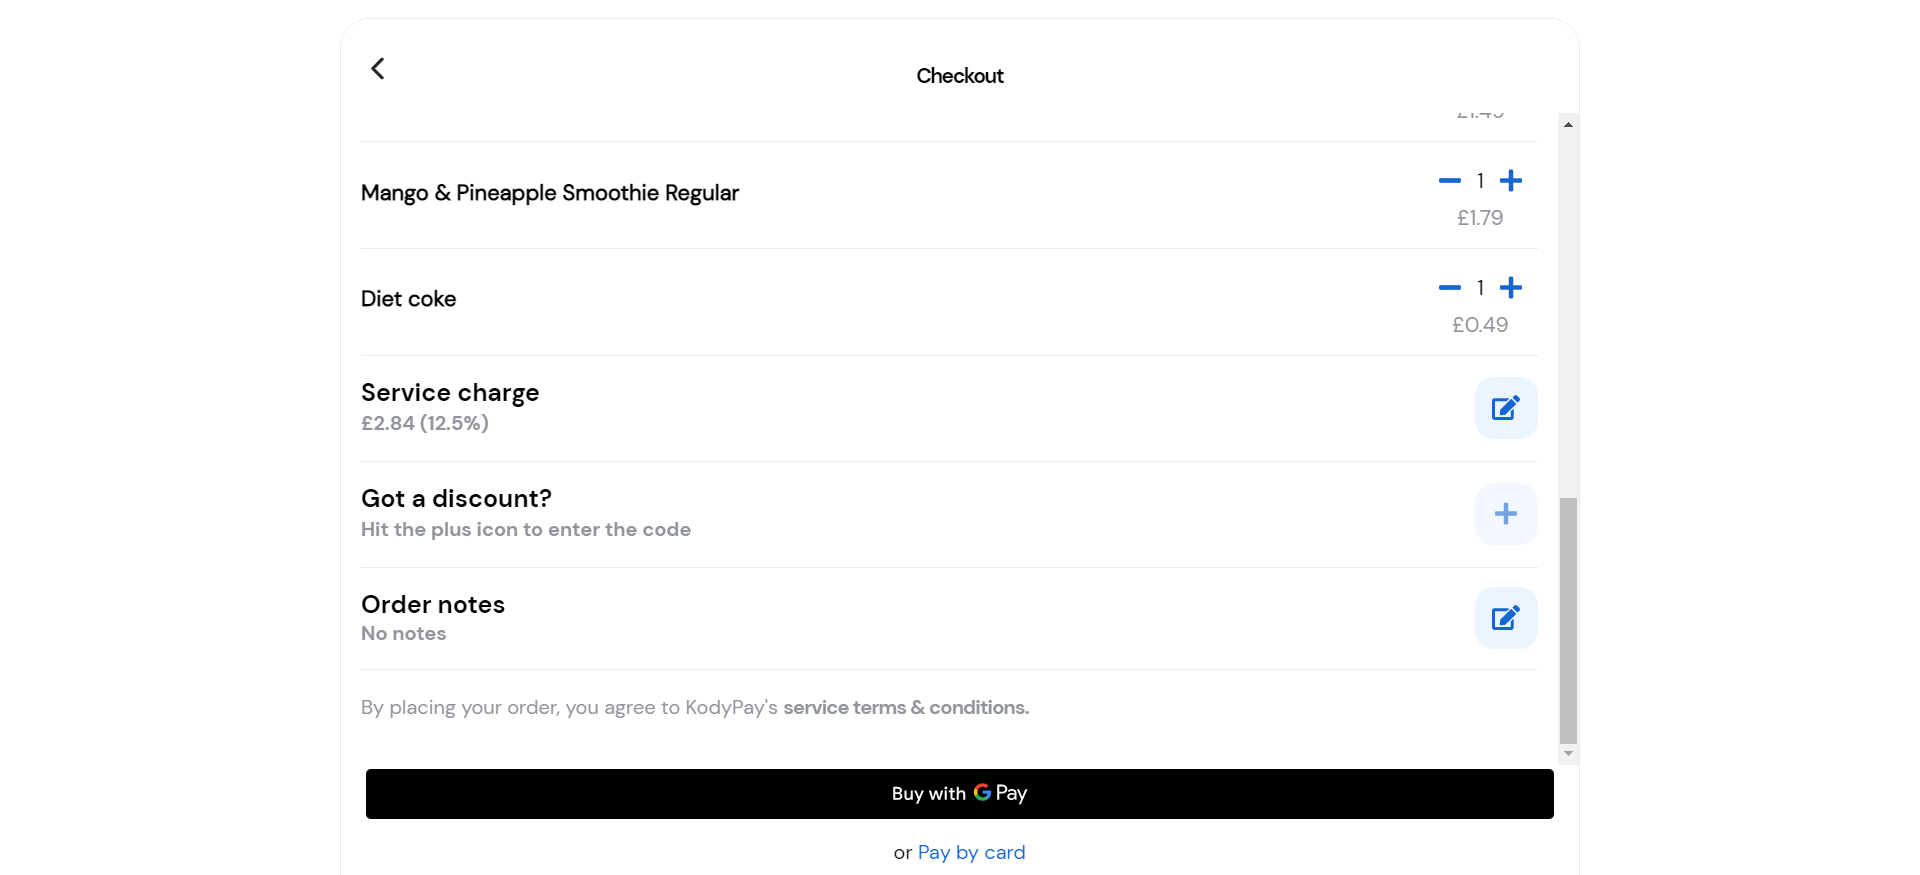 Checkout
Mango & Pineapple Smoothie Regular
1
£1.79
Diet coke
1
£0.49
Service charge
£2.84 (12.5%)
Got a discount?
Hit the plus icon to enter the code
Order notes
No notes
By placing your order, you agree to KodyPay's service terms & conditions.
Buy with G Pay
or Pay by card